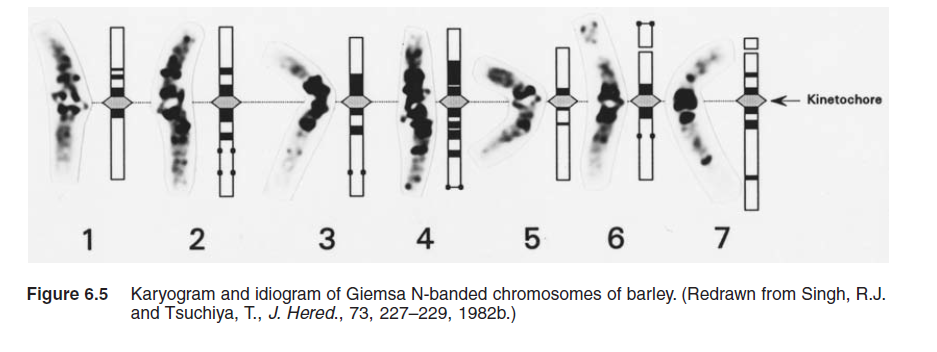 Kinetochore
1 2 3 4 5 6 7
Figure 6.5 Karyogram and idiogram of Giemsa N-banded chromosomes of barley. (Redrawn from Singh, R.J.
and Tsuchiya, T., J. Hered., 73, 227–229, 1982b.)